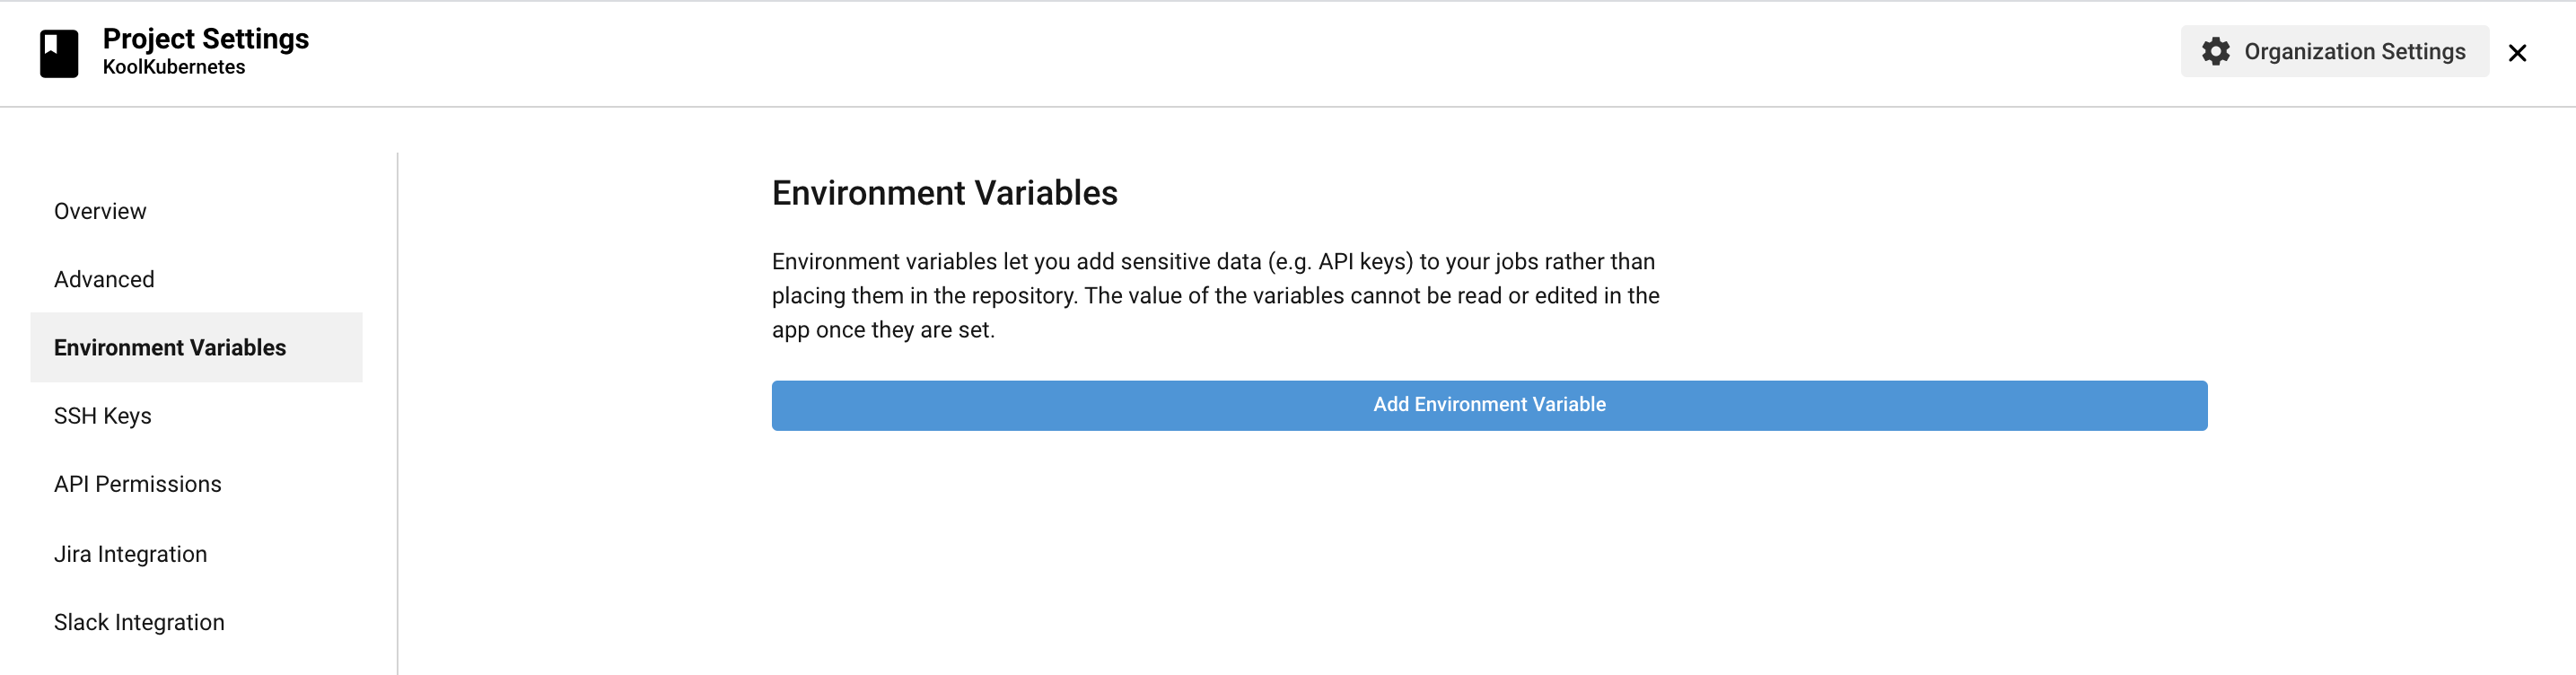 Project Settings
KoolKubernetes
Organization Settings
Overview
Advanced
Environment Variables
SSH Keys
API Permissions
Jira Integration
Slack Integration
Environment Variables
Environment variables let you add sensitive data (e.g. API keys) to your jobs rather than
placing them in the repository. The value of the variables cannot be read or edited in the
app once they are set.
Add Environment Variable